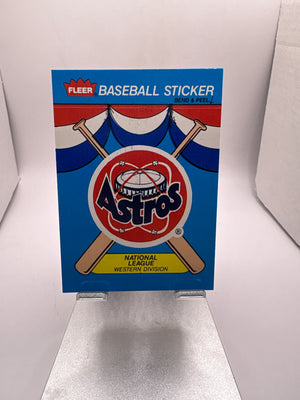 FLEER BASEBALL STICKER
BEND & PEEL
Astros
®
NATIONAL
LEAGUE
WESTERN DIVISION